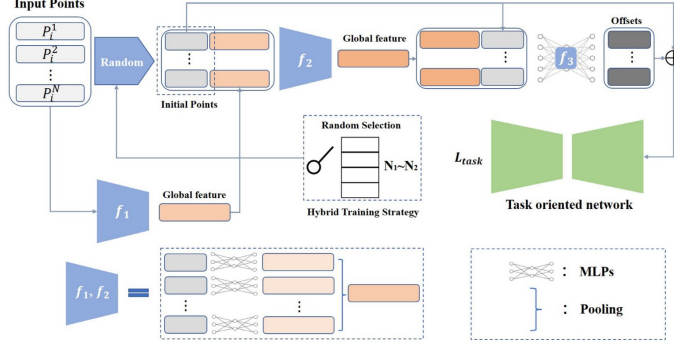 Input Points
P_i^1
P_i^2
P_i^N
Random
Initial Points
f_2
Global feature
f_3
Offsets
Random Selection
N_1~N_2
Hybrid Training Strategy
L_task
Task oriented network
f_1
Global feature
f_1, f_2
=
: MLPs
: Pooling